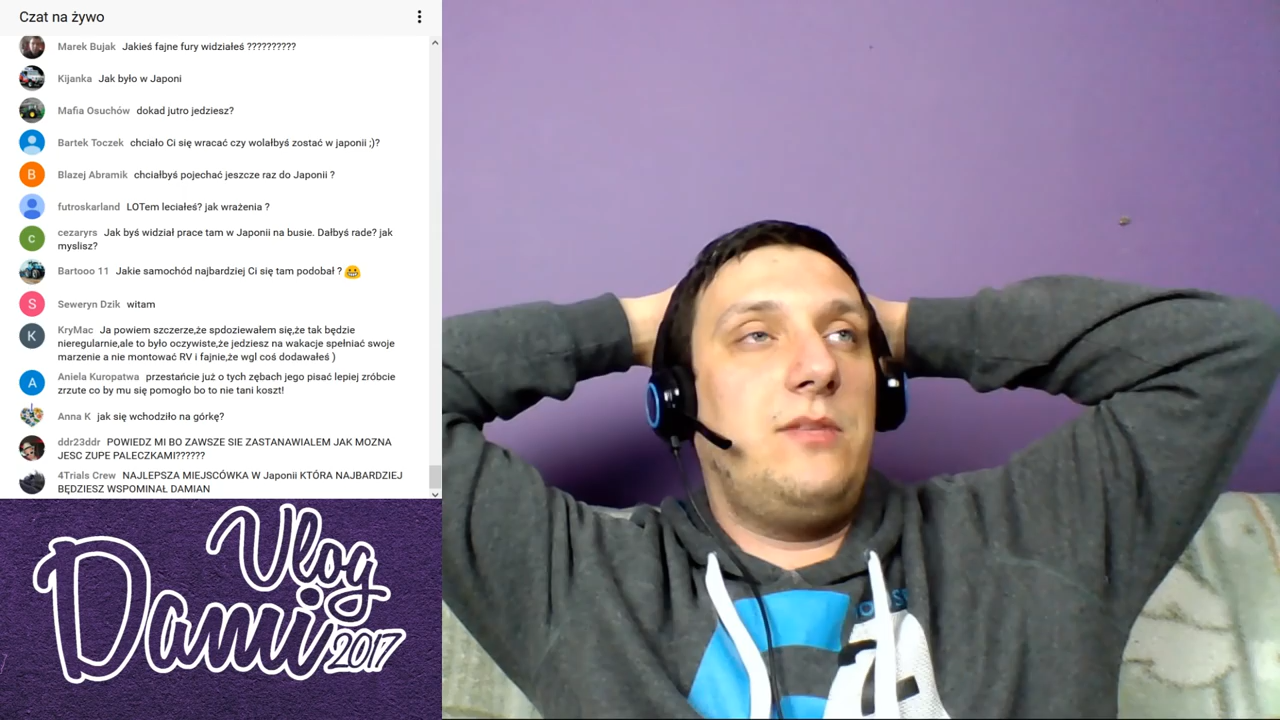 Czat na żywo
Marek Bujak Jakieś fajne fury widziałeś ??????????
Kijanka Jak było w Japoni
Mafia Osuchów dokad jutro jedziesz?
Bartek Toczek chciało Ci się wracać czy wolałbyś zostać w japonii ;)?
B Blazej Abramik chciałbyś pojechać jeszcze raz do Japonii ?
futroskarland LOTem leciałeś? jak wrażenia ?
c cezaryrs Jak byś widział prace tam w Japonii na busie. Dałbyś rade? jak
myslisz?
Bartooo 11 Jakie samochód najbardziej Ci się tam podobał ? 😁
S Seweryn Dzik witam
K KryMac Ja powiem szczerze,że spdoziewałem się,że tak będzie
nieregularnie,ale to było oczywiste,że jedziesz na wakacje spełniać swoje
marzenie a nie montować RV i fajnie,że wgl coś dodawałeś )
A Aniela Kuropatwa przestańcie już o tych zębach jego pisać lepiej zróbcie
zrzute co by mu się pomogło bo to nie tani koszt!
Anna K jak się wchodziło na górkę?
ddr23ddr POWIEDZ MI BO ZAWSZE SIE ZASTANAWIALEM JAK MOZNA
JESC ZUPE PALECZKAMI??????
4Trials Crew NAJLEPSZA MIEJSCÓWKA W Japonii KTÓRA NAJBARDZIEJ
BĘDZIESZ WSPOMINAŁ DAMIAN
Vlog
Dami
2017